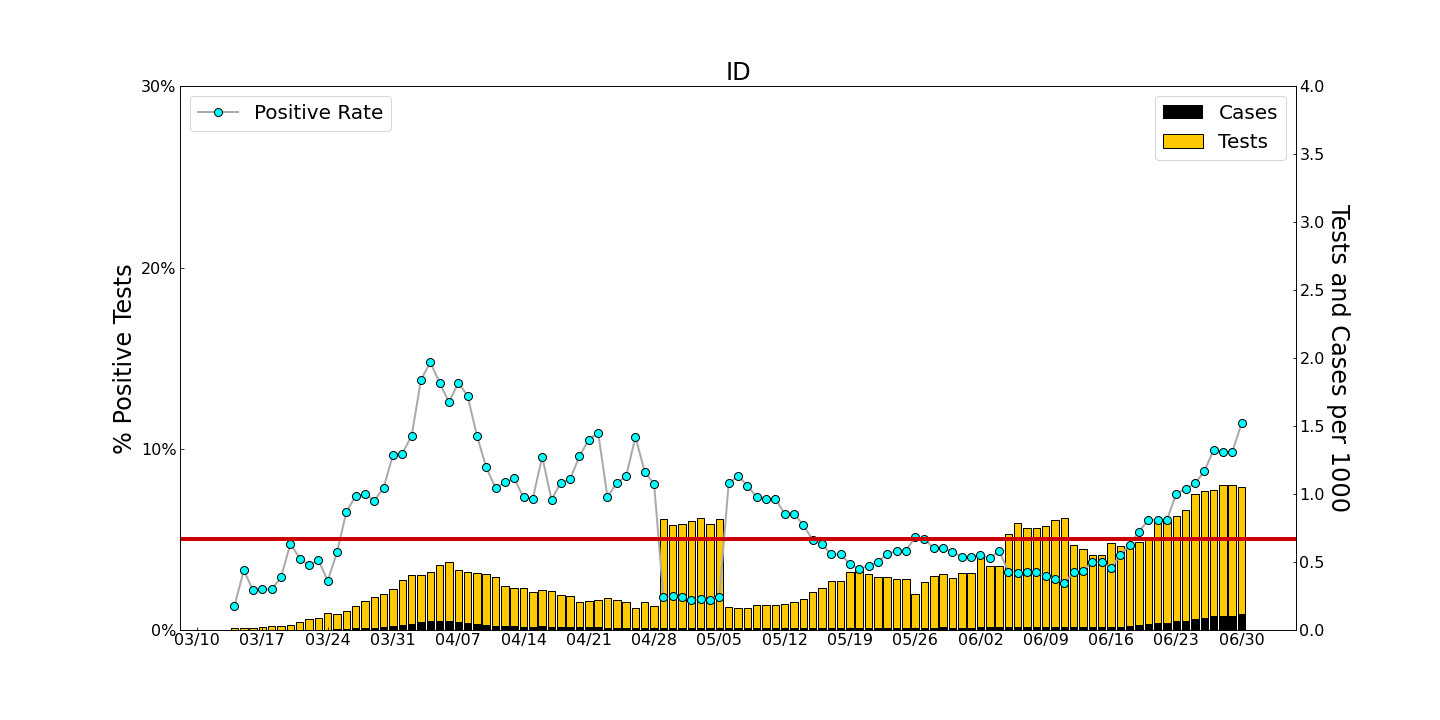 ID
Positive Rate
Cases
Tests
% Positive Tests
30%
20%
10%
0%
4.0
3.5
3.0
2.5
2.0
1.5
1.0
0.5
0.0
Tests and Cases per 1000
03/10 03/17 03/24 03/31 04/07 04/14 04/21 04/28 05/05 05/12 05/19 05/26 06/02 06/09 06/16 06/23 06/30